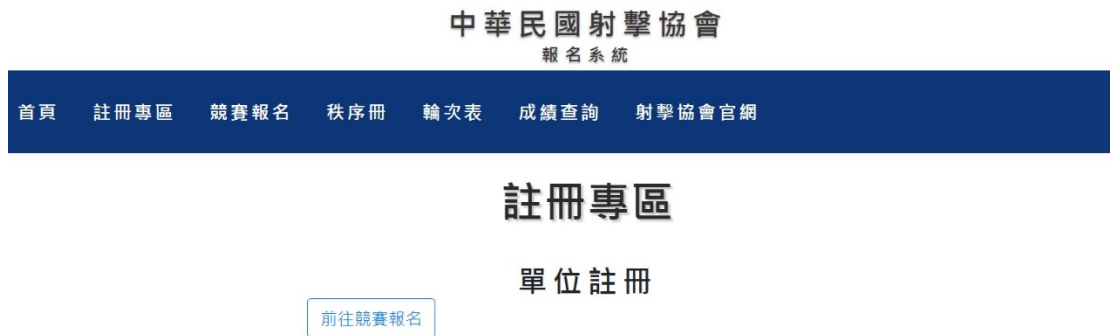 中華民國射擊協會
報名系統
首頁 註冊專區 競賽報名 秩序冊 輪次表 成績查詢 射擊協會官網
註冊專區
單位註冊
前往競賽報名